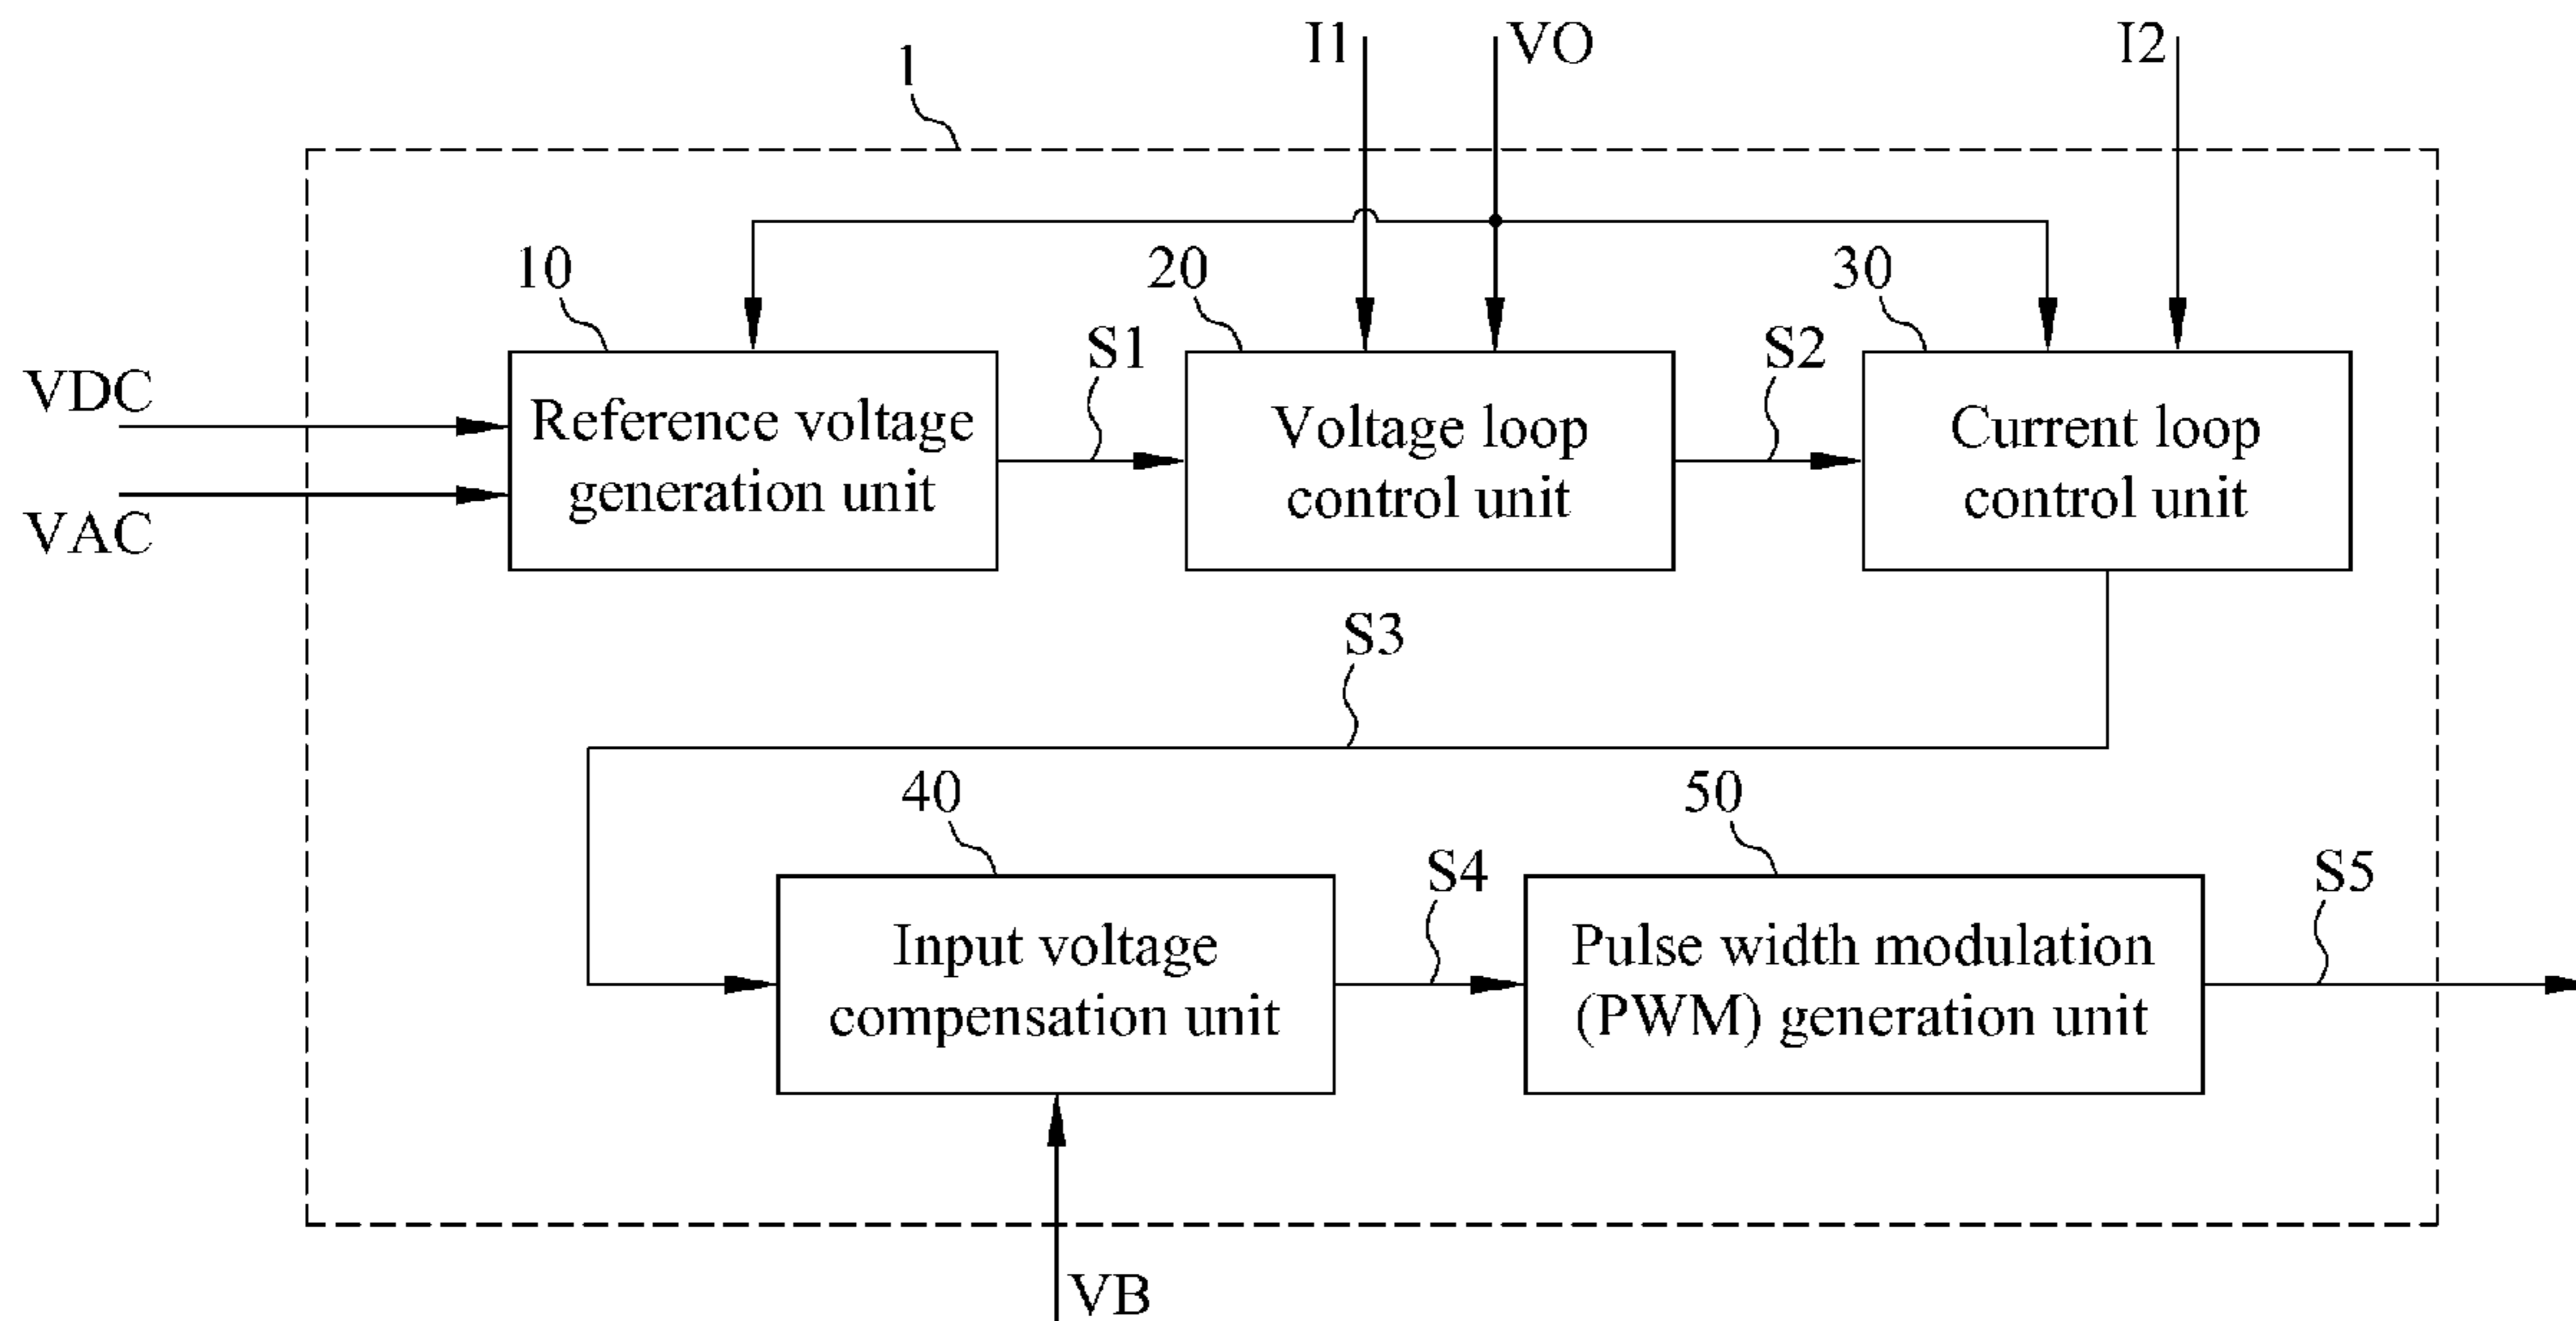 1
I1
VO
I2
10
20
30
VDC
VAC
Reference voltage
generation unit
S1
Voltage loop
control unit
S2
Current loop
control unit
S3
40
50
Input voltage
compensation unit
S4
Pulse width modulation
(PWM) generation unit
S5
VB